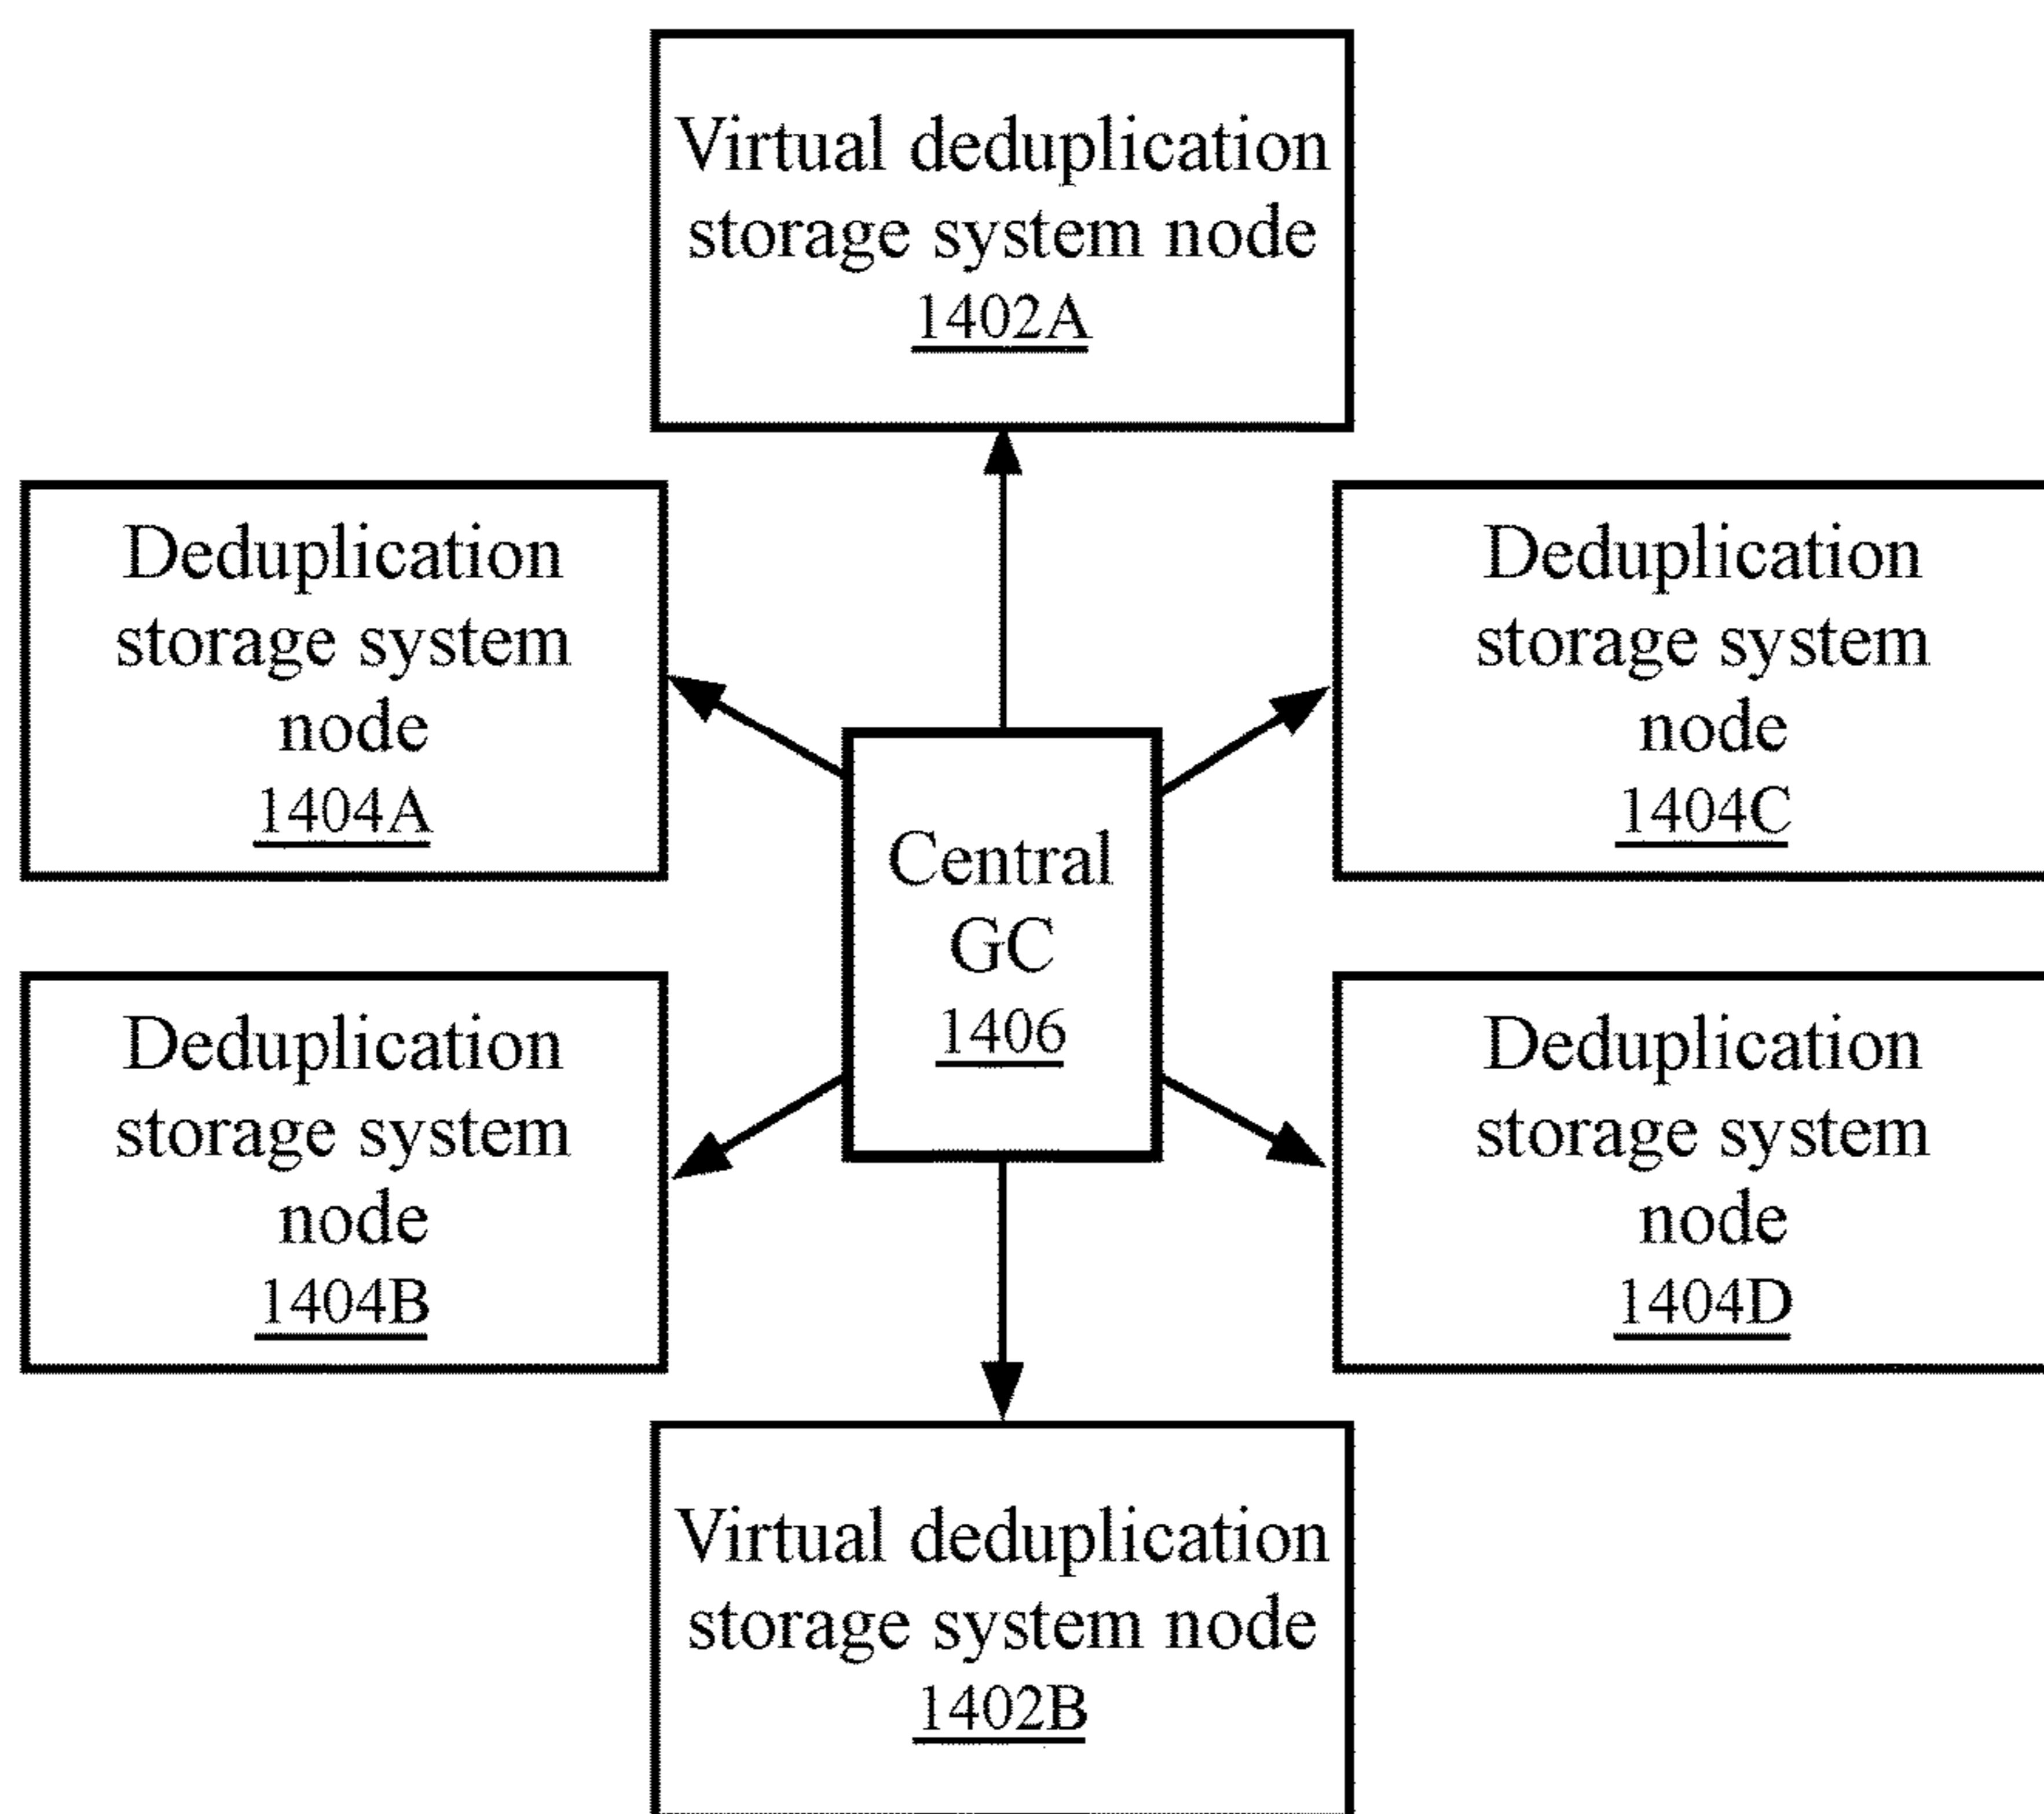 Virtual deduplication
storage system node
1402A
Deduplication
storage system
node
1404A
Deduplication
storage system
node
1404C
Central
GC
1406
Deduplication
storage system
node
1404B
Deduplication
storage system
node
1404D
Virtual deduplication
storage system node
1402B